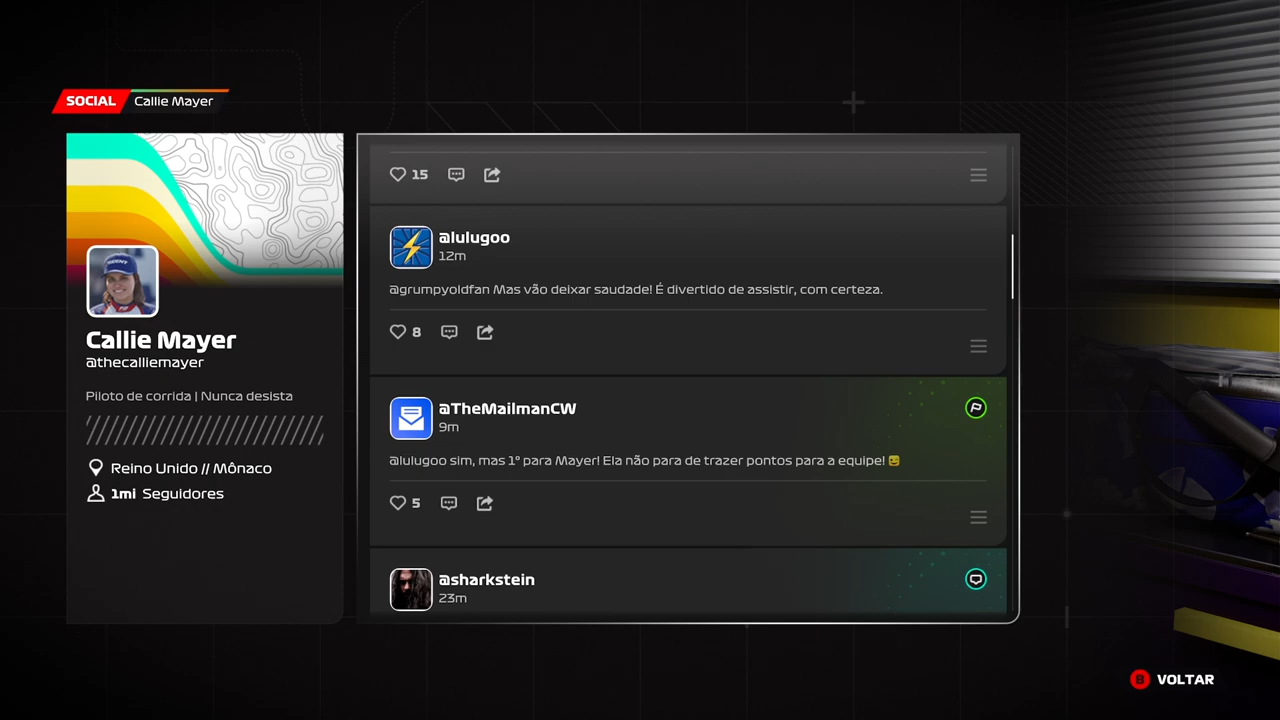 SOCIAL Callie Mayer
Callie Mayer
@thecalliemayer
Piloto de corrida | Nunca desista
Reino Unido // Mônaco
1mi Seguidores
15
@lulugoo
12m
@grumpyoldfan Mas vão deixar saudade! É divertido de assistir, com certeza.
8
@TheMailmanCW
9m
@lulugoo sim, mas 1º para Mayer! Ela não para de trazer pontos para a equipe!
5
@sharkstein
23m
B VOLTAR